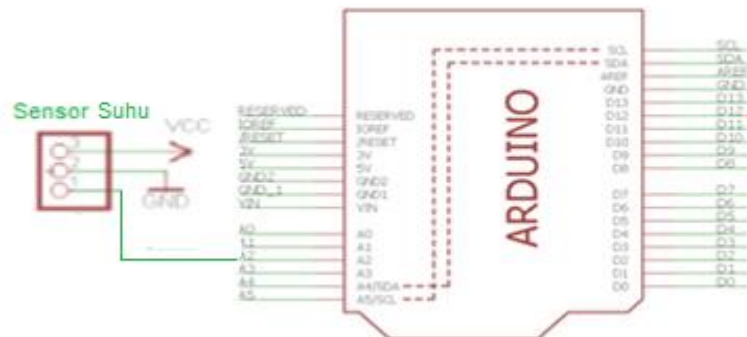 Sensor Suhu
VCC
GND
RESERVED
IOREF
/RESET
3V
5V
GND2
GND_1
VIN
A0
A1
A2
A3
A4
A5
RESERVED
IOREF
/RESET
3V
5V
GND2
GND1
VIN
A0
A1
A2
A3
A4/SDA
A5/SCL
ARDUINO
SCL
SDA
AREF
GND
D13
D12
D11
D10
D9
D8
D7
D6
D5
D4
D3
D2
D1
D0
SCL
SDA
AREF
GND
D13
D12
D11
D10
D9
D8
D7
D6
D5
D4
D3
D2
D1
D0